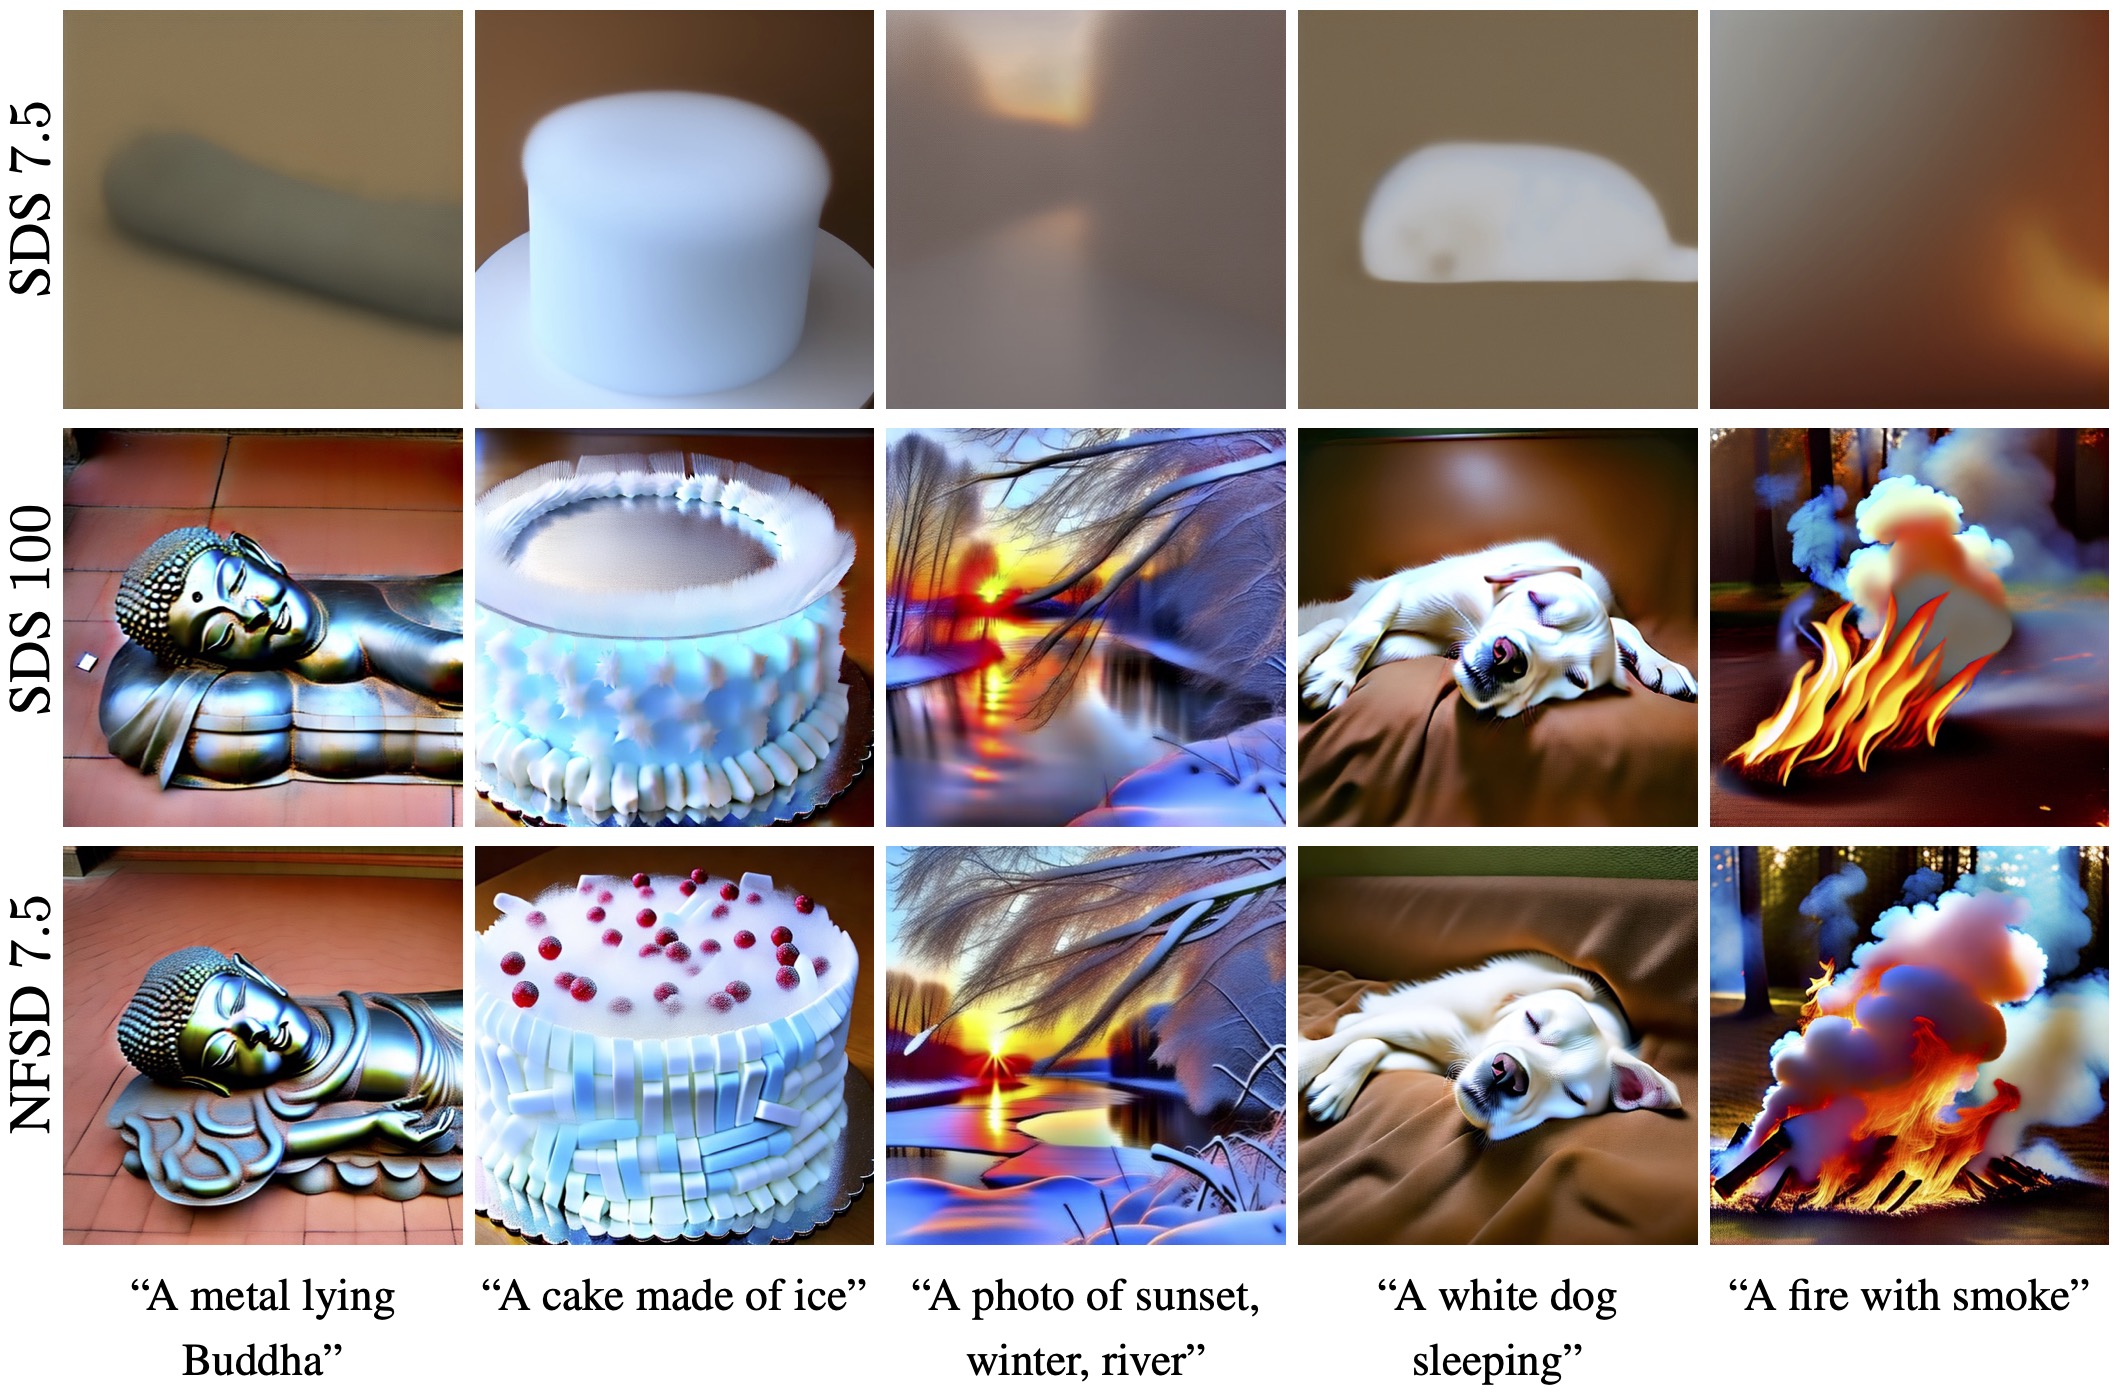 SDS 7.5
SDS 100
NFSD 7.5
“A metal lying
Buddha”
“A cake made of ice”
“A photo of sunset,
winter, river”
“A white dog
sleeping”
“A fire with smoke”